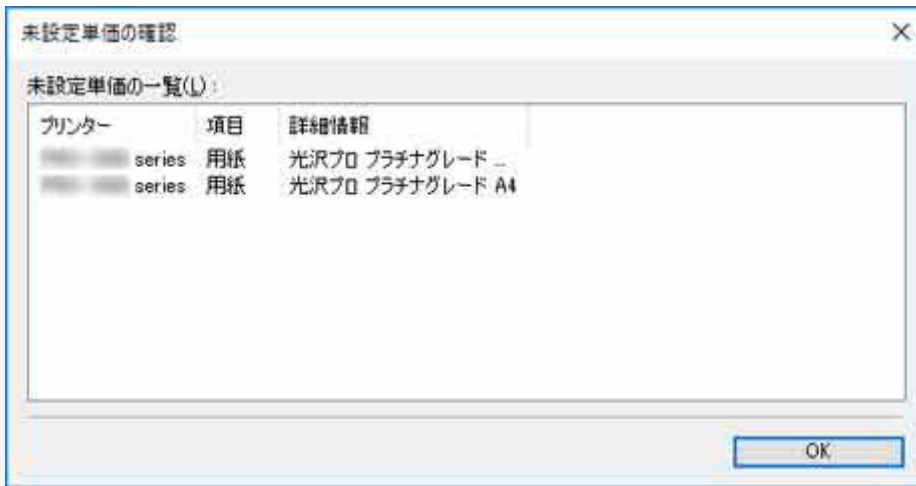 未設定単価の確認
未設定単価の一覧(L):
プリンター 項目 詳細情報
series 用紙 光沢プロ プラチナグレード ...
series 用紙 光沢プロ プラチナグレード A4
OK